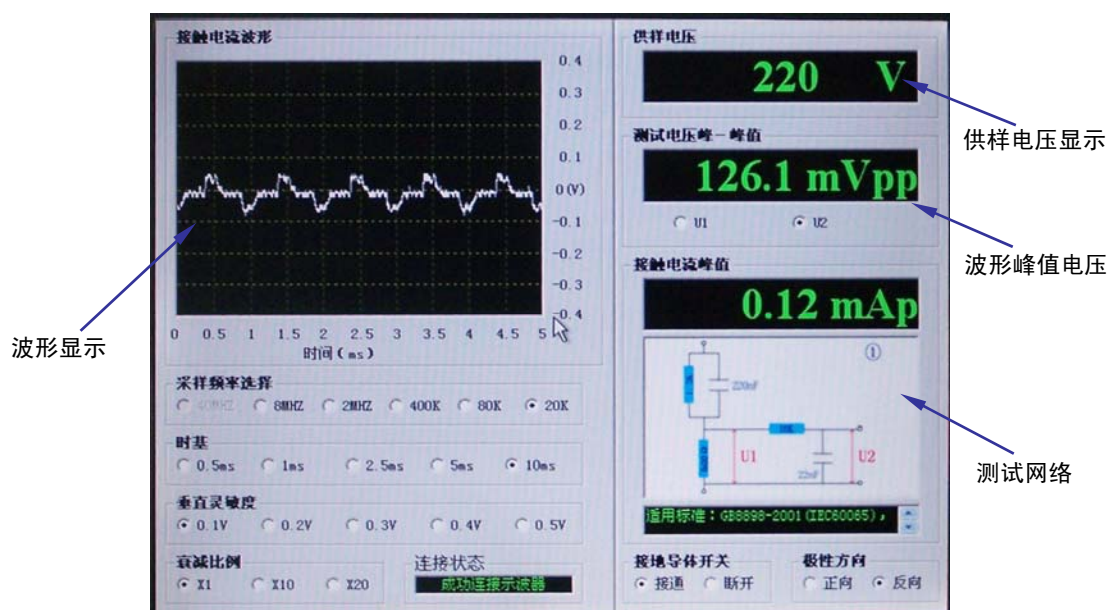 接触电流波形
0.4
0.3
0.2
0.1
0(V)
-0.1
-0.2
-0.3
-0.4
0 0.5 1 1.5 2 2.5 3 3.5 4 4.5 5
时间(ms)
波形显示
采样频率选择
40MHZ 8MHZ 2MHZ 400K 80K 20K
时基
0.5ms 1ms 2.5ms 5ms 10ms
垂直灵敏度
0.1V 0.2V 0.3V 0.4V 0.5V
衰减比例
X1 X10 X20
连接状态
成功连接示波器
供样电压
220 V
供样电压显示
测试电压峰-峰值
126.1 mVpp
U1 U2
波形峰值电压
接触电流峰值
0.12 mAp
①
220nF
U1
U2
22nF
测试网络
适用标准:GB8898-2001(IEC60065),
接地导体开关
接通 断开
极性方向
正向 反向